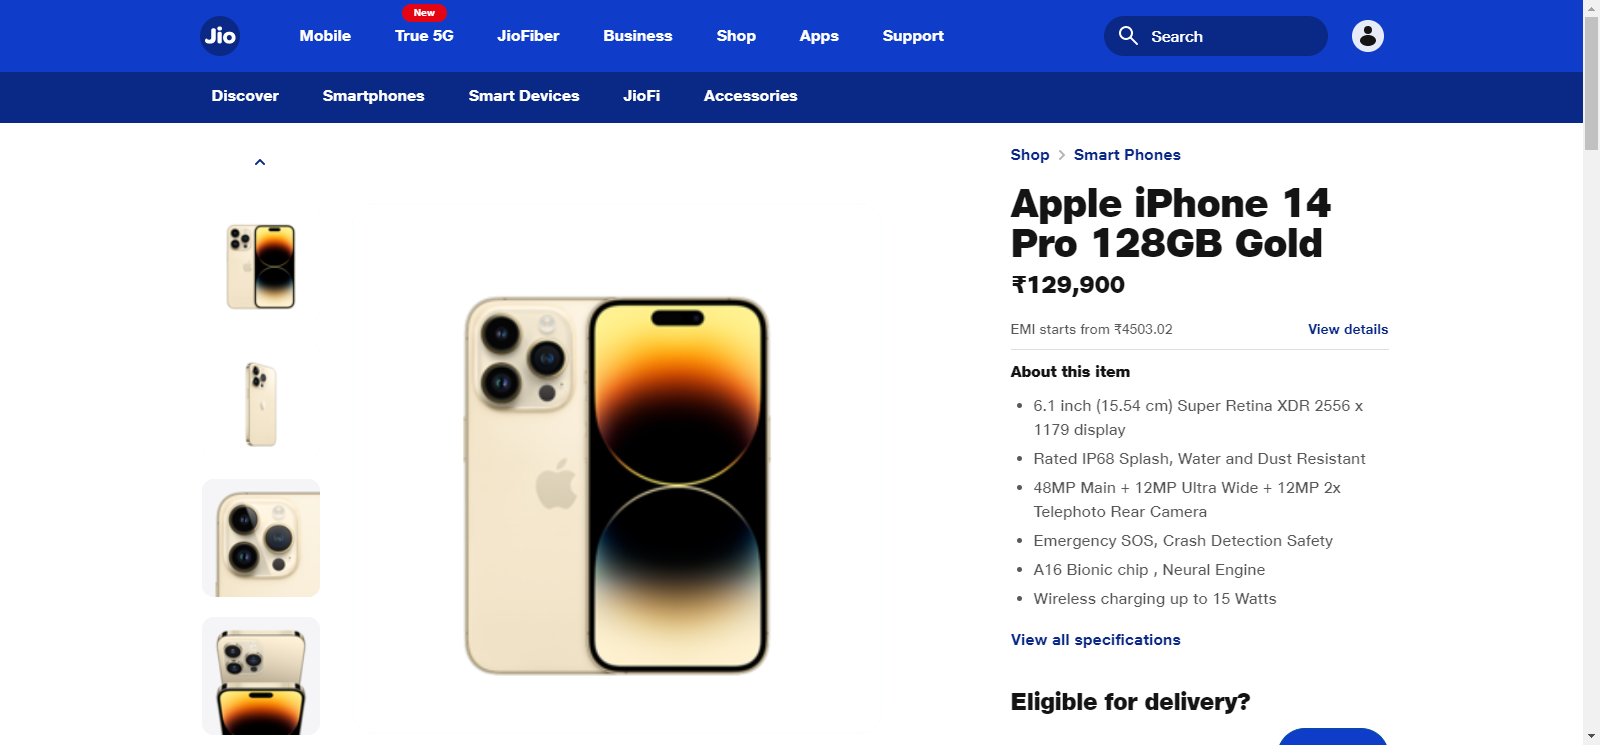 New
Jio
Mobile
True 5G
JioFiber
Business
Shop
Apps
Support
Search
Discover
Smartphones
Smart Devices
JioFi
Accessories
Shop > Smart Phones
Apple iPhone 14
Pro 128GB Gold
₹129,900
EMI starts from ₹4503.02
View details
About this item
• 6.1 inch (15.54 cm) Super Retina XDR 2556 x
1179 display
• Rated IP68 Splash, Water and Dust Resistant
• 48MP Main + 12MP Ultra Wide + 12MP 2x
Telephoto Rear Camera
• Emergency SOS, Crash Detection Safety
• A16 Bionic chip , Neural Engine
• Wireless charging up to 15 Watts
View all specifications
Eligible for delivery?